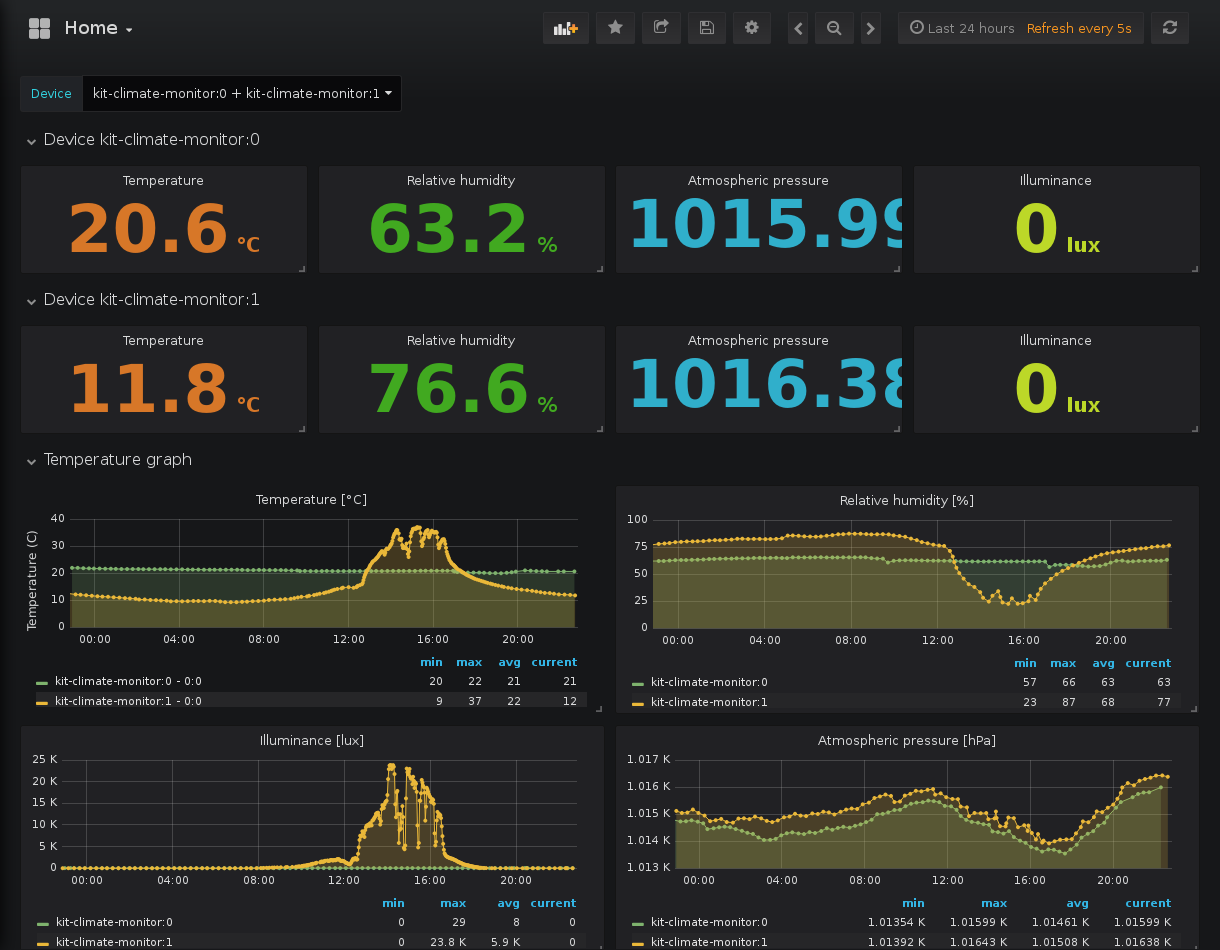 Home
Last 24 hours Refresh every 5s
Device kit-climate-monitor:0 + kit-climate-monitor:1
Device kit-climate-monitor:0
Temperature Relative humidity Atmospheric pressure Illuminance
20.6 °C 63.2 % 1015.99 0 lux
Device kit-climate-monitor:1
Temperature Relative humidity Atmospheric pressure Illuminance
11.8 °C 76.6 % 1016.38 0 lux
Temperature graph
Temperature [°C]
Temperature (C)
40
30
20
10
0
00:00 04:00 08:00 12:00 16:00 20:00
min max avg current
kit-climate-monitor:0 - 0:0 20 22 21 21
kit-climate-monitor:1 - 0:0 9 37 22 12
Relative humidity [%]
100
75
50
25
0
00:00 04:00 08:00 12:00 16:00 20:00
min max avg current
kit-climate-monitor:0 57 66 63 63
kit-climate-monitor:1 23 87 68 77
Illuminance [lux]
25 K
20 K
15 K
10 K
5 K
0
00:00 04:00 08:00 12:00 16:00 20:00
min max avg current
kit-climate-monitor:0 0 29 8 0
kit-climate-monitor:1 0 23.8 K 5.9 K 0
Atmospheric pressure [hPa]
1.017 K
1.016 K
1.015 K
1.014 K
1.013 K
00:00 04:00 08:00 12:00 16:00 20:00
min max avg current
kit-climate-monitor:0 1.01354 K 1.01599 K 1.01461 K 1.01599 K
kit-climate-monitor:1 1.01392 K 1.01643 K 1.01508 K 1.01638 K